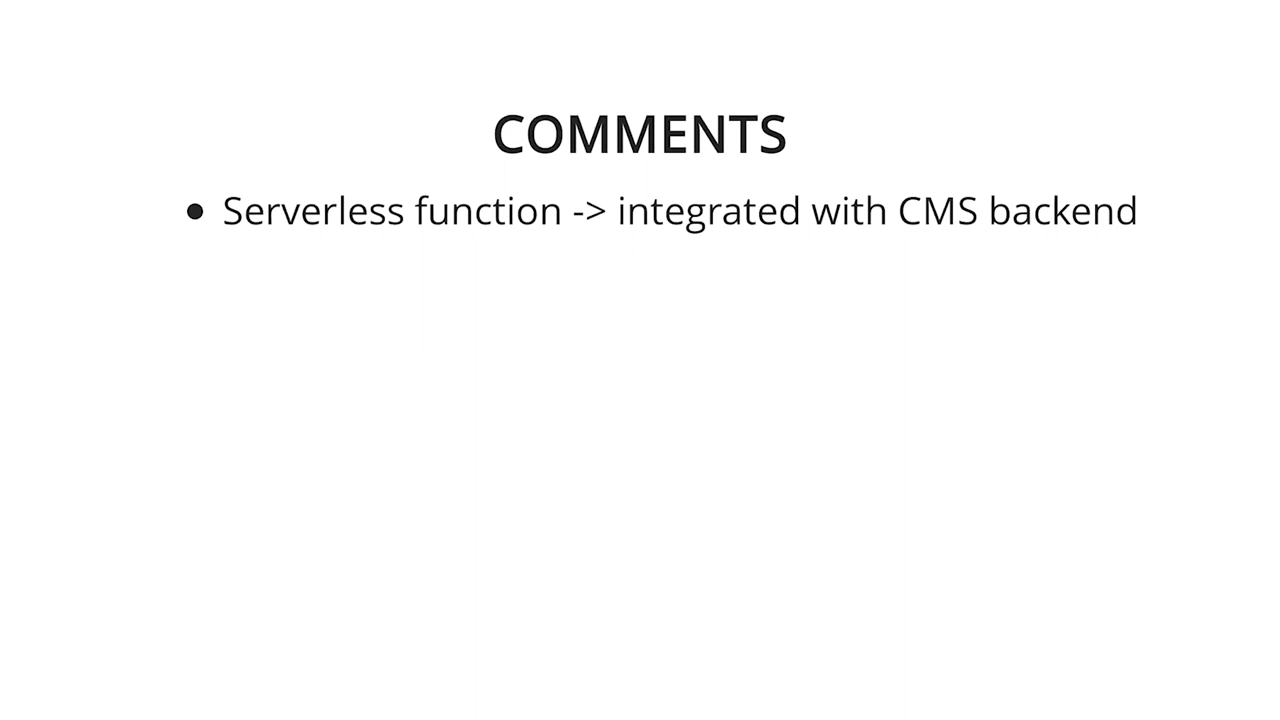 COMMENTS
• Serverless function -> integrated with CMS backend